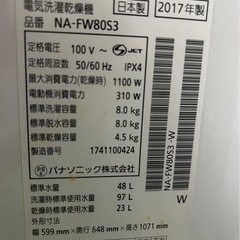 電気洗濯乾燥機 日本製 2017年製
品番 NA-FW80S3
定格電圧 100 V～ S-JET
定格周波数 50/60 Hz IPX4
最大消費電力(乾燥時) 1100 W
電動機の定格消費電力 310 W
標準洗濯容量 8.0 kg
標準脱水容量 8.0 kg
標準乾燥容量 4.5 kg
製造番号 1741100424
パナソニック株式会社
標準水量 48 L
洗濯時標準使用水量 97 L
乾燥時標準使用水量 23 L
外形寸法
幅 599 mm×奥行 648 mm×高さ 1071 mm
NA-FW80S3 -W
W